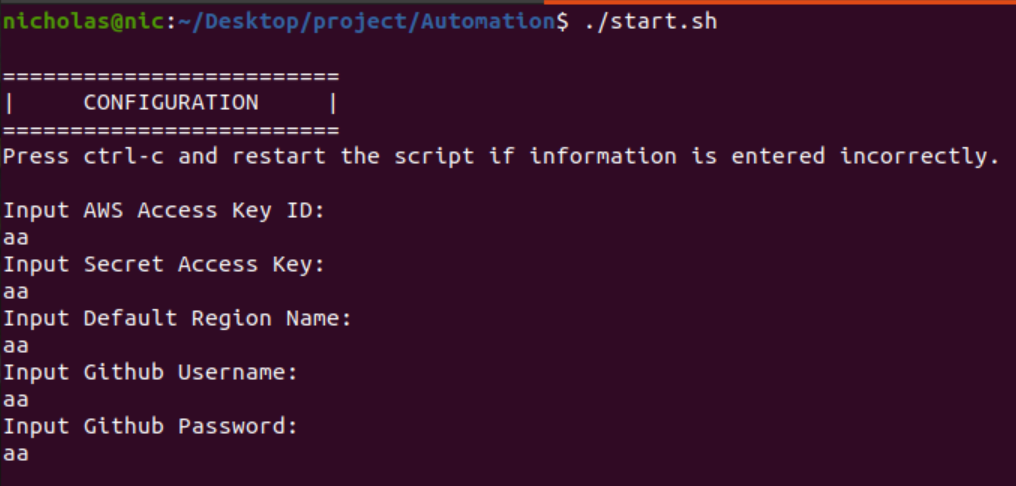 nicholas@nic:~/Desktop/project/Automation$ ./start.sh
=========================
|     CONFIGURATION     |
=========================
Press ctrl-c and restart the script if information is entered incorrectly.
Input AWS Access Key ID:
aa
Input Secret Access Key:
aa
Input Default Region Name:
aa
Input Github Username:
aa
Input Github Password:
aa